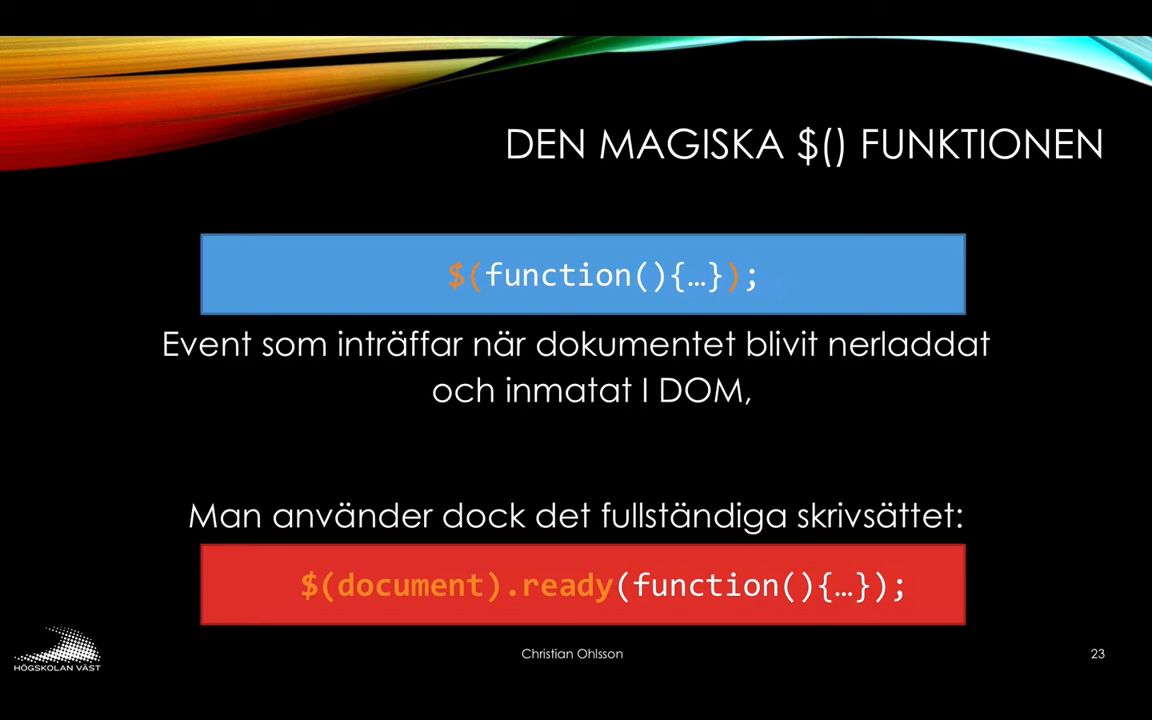 DEN MAGISKA $() FUNKTIONEN
$(function(){…});
Event som inträffar när dokumentet blivit nerladdat
och inmatat I DOM,
Man använder dock det fullständiga skrivsättet:
$(document).ready(function(){…});
HÖGSKOLAN VÄST
Christian Ohlsson
23